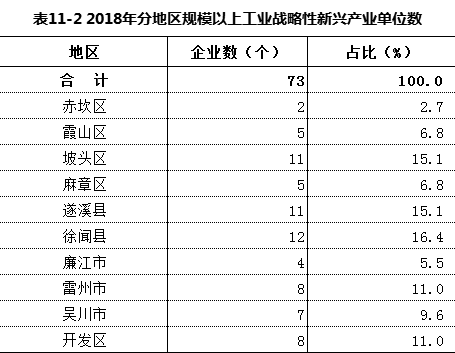 表11-2 2018年分地区规模以上工业战略性新兴产业单位数
地区 企业数（个） 占比（%）
合 计 73 100.0
赤坎区 2 2.7
霞山区 5 6.8
坡头区 11 15.1
麻章区 5 6.8
遂溪县 11 15.1
徐闻县 12 16.4
廉江市 4 5.5
雷州市 8 11.0
吴川市 7 9.6
开发区 8 11.0